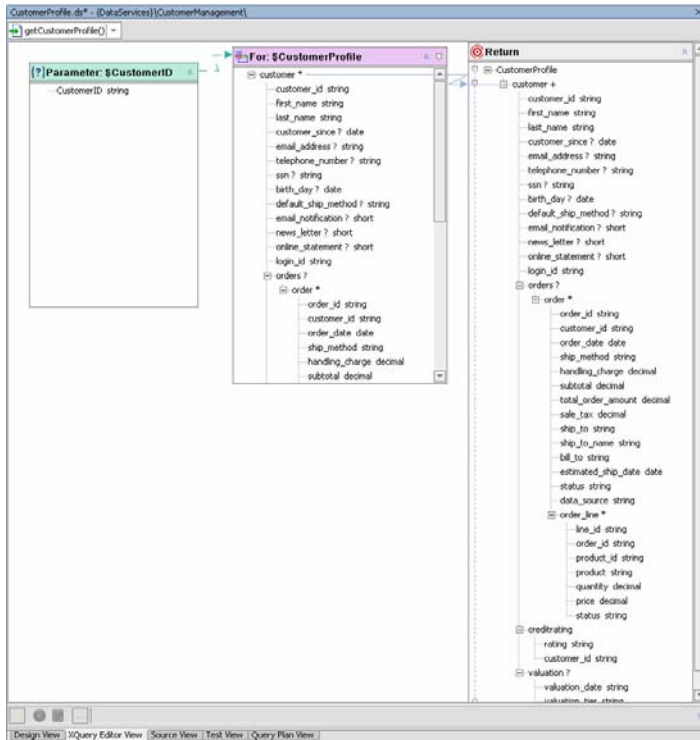 CustomerProfile.ds* - {DataServices}\CustomerManagement\
getCustomerProfile()
{?}Parameter: $CustomerID
CustomerID string
For: $CustomerProfile
customer *
customer_id string
first_name string
last_name string
customer_since ? date
email_address ? string
telephone_number ? string
ssn ? string
birth_day ? date
default_ship_method ? string
email_notification ? short
news_letter ? short
online_statement ? short
login_id string
orders ?
order *
order_id string
customer_id string
order_date date
ship_method string
handling_charge decimal
subtotal decimal
Return
CustomerProfile
customer +
customer_id string
first_name string
last_name string
customer_since ? date
email_address ? string
telephone_number ? string
ssn ? string
birth_day ? date
default_ship_method ? string
email_notification ? short
news_letter ? short
online_statement ? short
login_id string
orders ?
order *
order_id string
customer_id string
order_date date
ship_method string
handling_charge decimal
subtotal decimal
total_order_amount decimal
sale_tax decimal
ship_to string
ship_to_name string
bill_to string
estimated_ship_date date
status string
data_source string
order_line *
line_id string
order_id string
product_id string
product string
quantity decimal
price decimal
status string
creditrating
rating string
customer_id string
valuation ?
valuation_date string
valuation_tier string
Design View XQuery Editor View Source View Test View Query Plan View